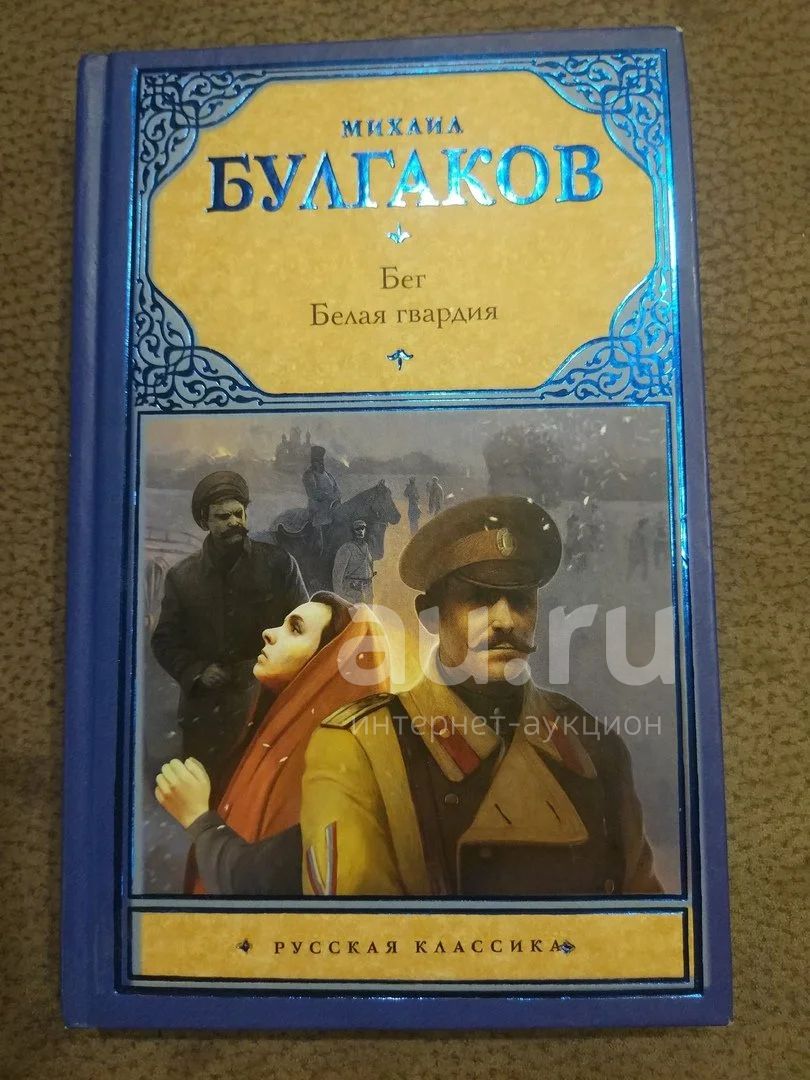 МИХАИЛ
БУЛГАКОВ
Бег
Белая гвардия
au.ru
интернет-аукцион
РУССКАЯ КЛАССИКА